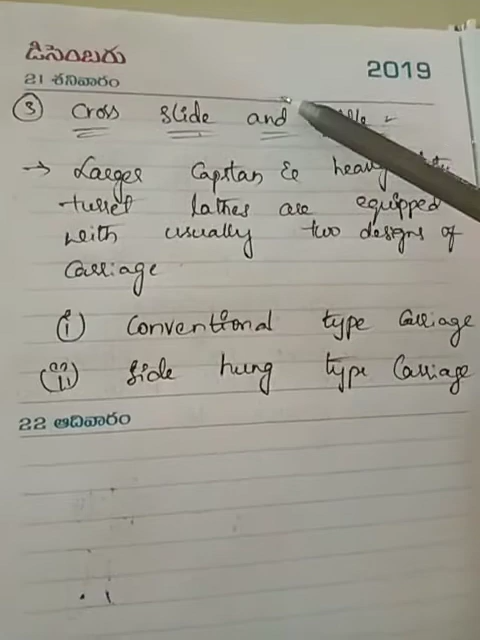 డిసెంబరు
2019
21 శనివారం
③ Cross slide and
→ Larger Capstan & heavy
turret lathes are equipped
with usually two designs of
Carriage
(i) Conventional type Carriage
(ii) Side hung type Carriage
22 ఆదివారం